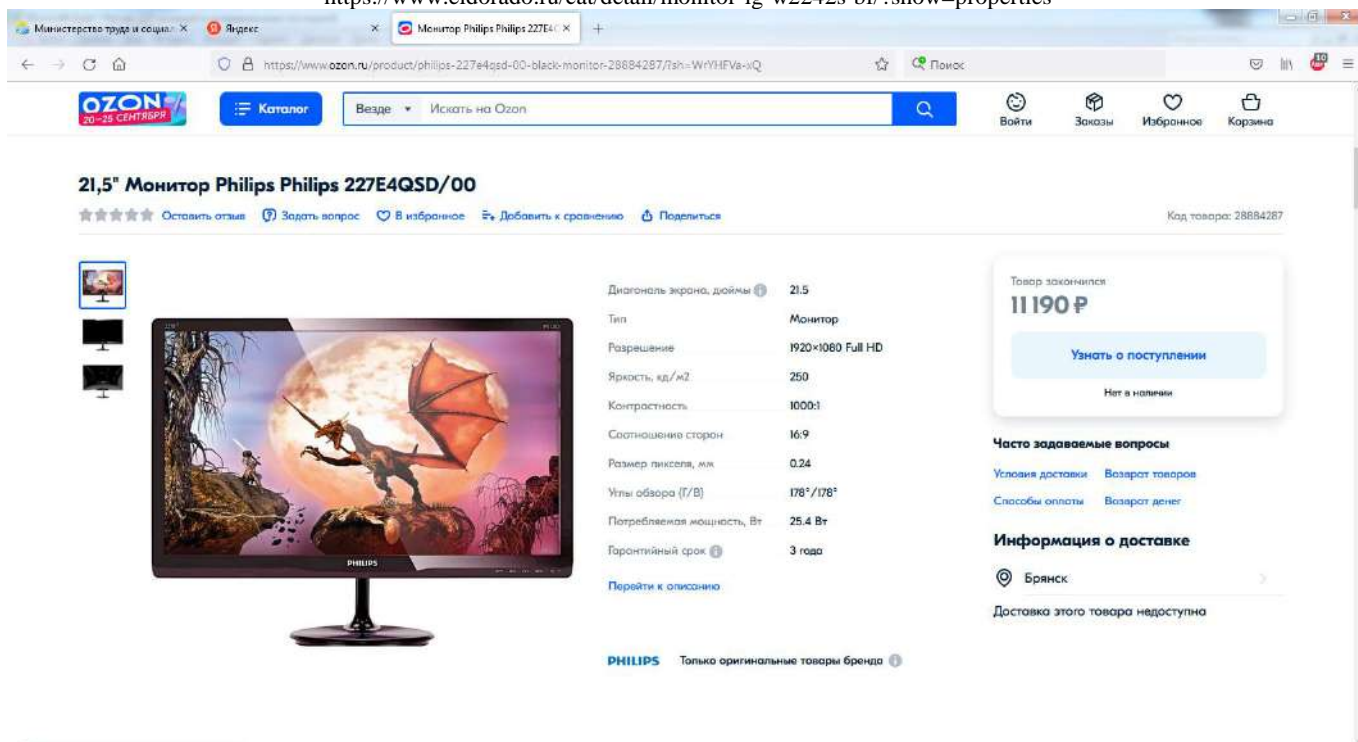 https://www.eldorado.ru/cat/detail/monitor-lg-w2242s-bf/?show=properties
Министерство труда и социал
Яндекс
Монитор Philips Philips 227E4
https://www.ozon.ru/product/philips-227e4qsd-00-black-monitor-28884287/?sh=WrYHFVa-xQ
Поиск
10
OZON
20–25 СЕНТЯБРЯ
Каталог
Везде
Искать на Ozon
Войти
Заказы
Избранное
Корзина
21,5" Монитор Philips Philips 227E4QSD/00
Оставить отзыв Задать вопрос В избранное Добавить к сравнению Поделиться
Код товара: 28884287
Диагональ экрана, дюймы 21.5
Тип Монитор
Разрешение 1920×1080 Full HD
Яркость, кд/м2 250
Контрастность 1000:1
Соотношение сторон 16:9
Размер пикселя, мм 0.24
Углы обзора (Г/В) 178°/178°
Потребляемая мощность, Вт 25.4 Вт
Гарантийный срок 3 года
Перейти к описанию
PHILIPS
PHILIPS Только оригинальные товары бренда
Товар закончился
11 190 ₽
Узнать о поступлении
Нет в наличии
Часто задаваемые вопросы
Условия доставки Возврат товаров
Способы оплаты Возврат денег
Информация о доставке
Брянск
Доставка этого товара недоступна